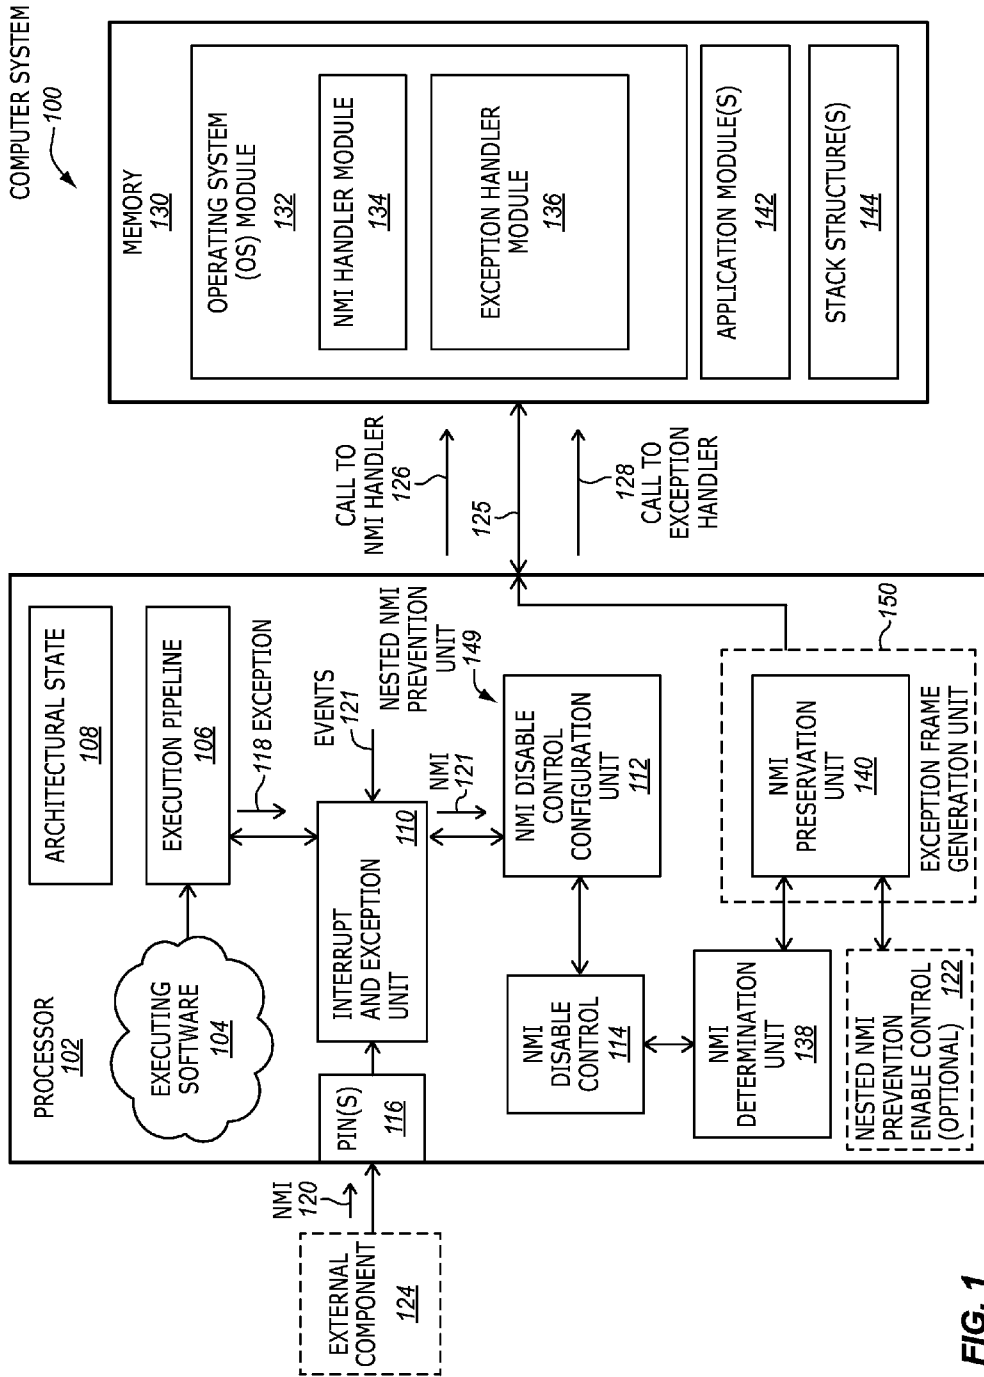 COMPUTER SYSTEM
100
PROCESSOR
102
EXECUTING
SOFTWARE
104
ARCHITECTURAL STATE
108
EXECUTION PIPELINE
106
118 EXCEPTION
EVENTS
121
INTERRUPT
AND EXCEPTION
UNIT
110
PIN(S)
116
NMI
120
EXTERNAL
COMPONENT
124
NMI
121
NESTED NMI
PREVENTION
UNIT
149
NMI DISABLE
CONTROL
CONFIGURATION
UNIT
112
NMI
DISABLE
CONTROL
114
NMI
DETERMINATION
UNIT
138
NMI
PRESERVATION
UNIT
140
EXCEPTION FRAME
GENERATION UNIT
150
NESTED NMI
PREVENTION
ENABLE CONTROL
(OPTIONAL) 122
CALL TO
NMI HANDLER
126
125
128
CALL TO
EXCEPTION
HANDLER
MEMORY
130
OPERATING SYSTEM
(OS) MODULE
132
NMI HANDLER MODULE
134
EXCEPTION HANDLER
MODULE
136
APPLICATION MODULE(S)
142
STACK STRUCTURE(S)
144
FIG. 1